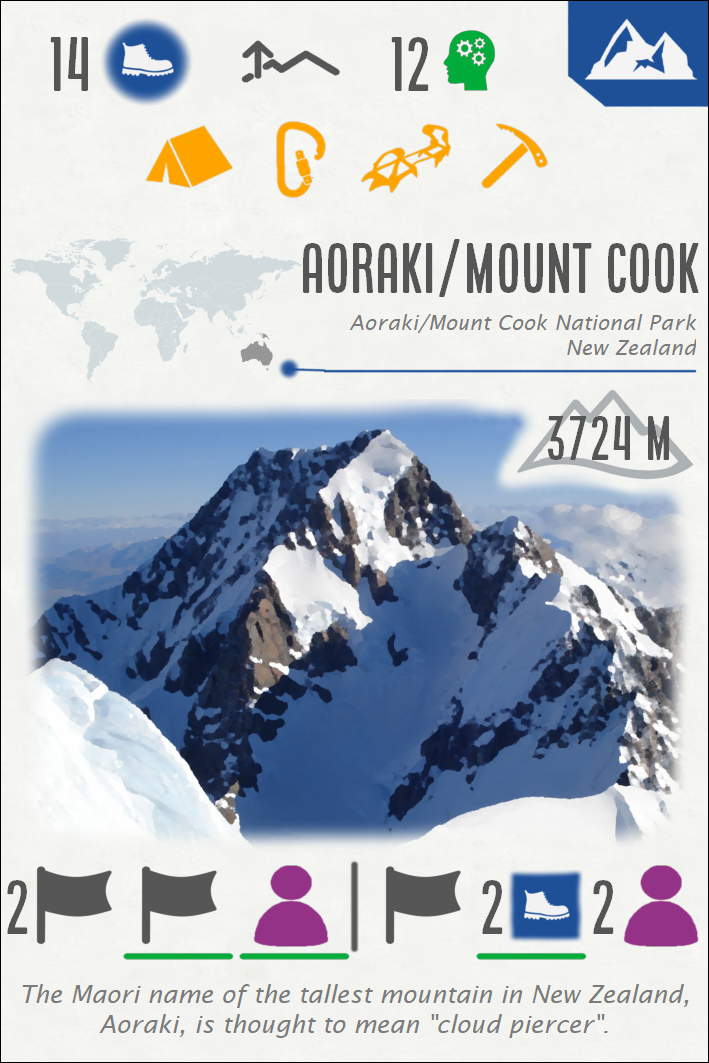 14 12
AORAKI/MOUNT COOK
Aoraki/Mount Cook National Park
New Zealand
3724 M
2 2 2
The Maori name of the tallest mountain in New Zealand,
Aoraki, is thought to mean "cloud piercer".